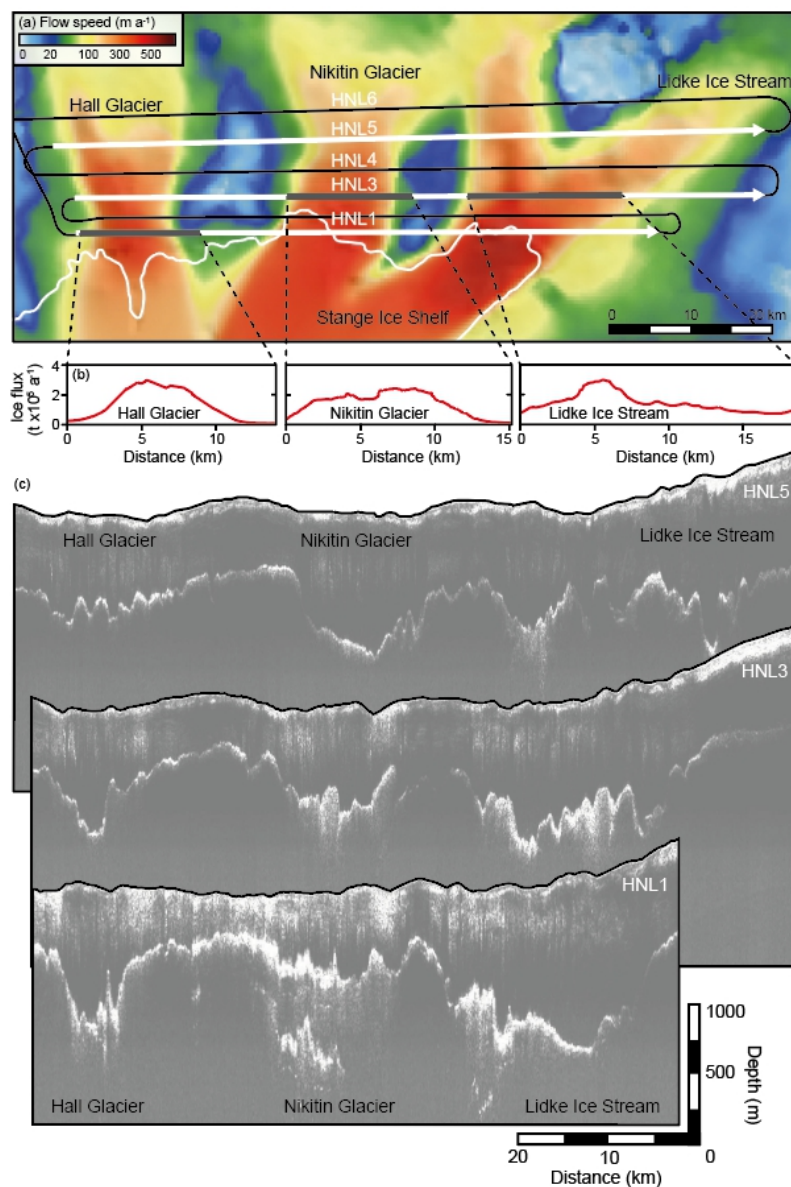 (a) Flow speed (m a⁻¹)
0 20 100 300 500
Hall Glacier
Nikitin Glacier
Lidke Ice Stream
HNL6
HNL5
HNL4
HNL3
HNL1
Stange Ice Shelf
0 10 20 km
(b)
Ice flux
(t x10⁶ a⁻¹)
4
2
0
Hall Glacier
Nikitin Glacier
Lidke Ice Stream
0 5 10
0 5 10 15
0 5 10 15
Distance (km)
Distance (km)
Distance (km)
(c)
HNL5
Hall Glacier
Nikitin Glacier
Lidke Ice Stream
HNL3
HNL1
Hall Glacier
Nikitin Glacier
Lidke Ice Stream
1000
500
0
Depth (m)
20 10 0
Distance (km)